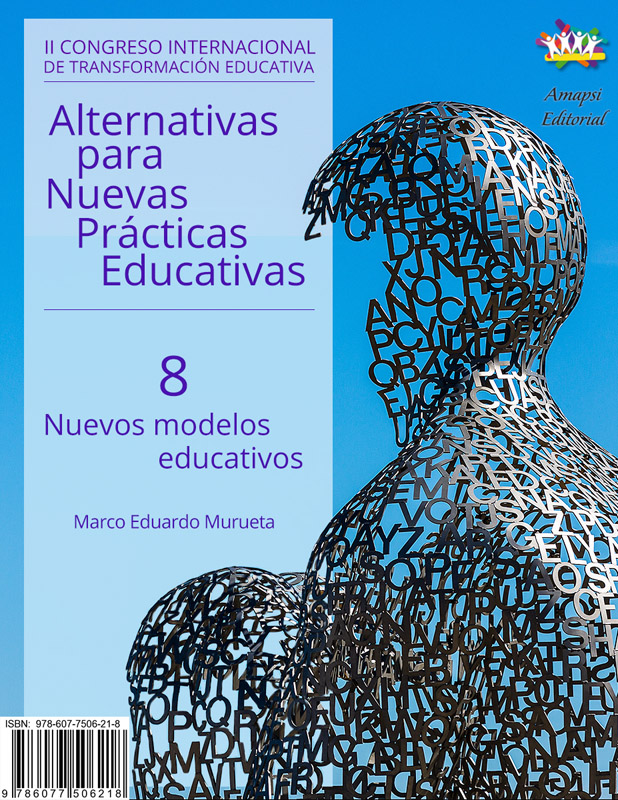 II CONGRESO INTERNACIONAL
DE TRANSFORMACIÓN EDUCATIVA
Alternativas
para
Nuevas
Prácticas
Educativas
8
Nuevos modelos
educativos
Marco Eduardo Murueta
Amapsi
Editorial
ISBN: 978-607-7506-21-8
9 786077 506218